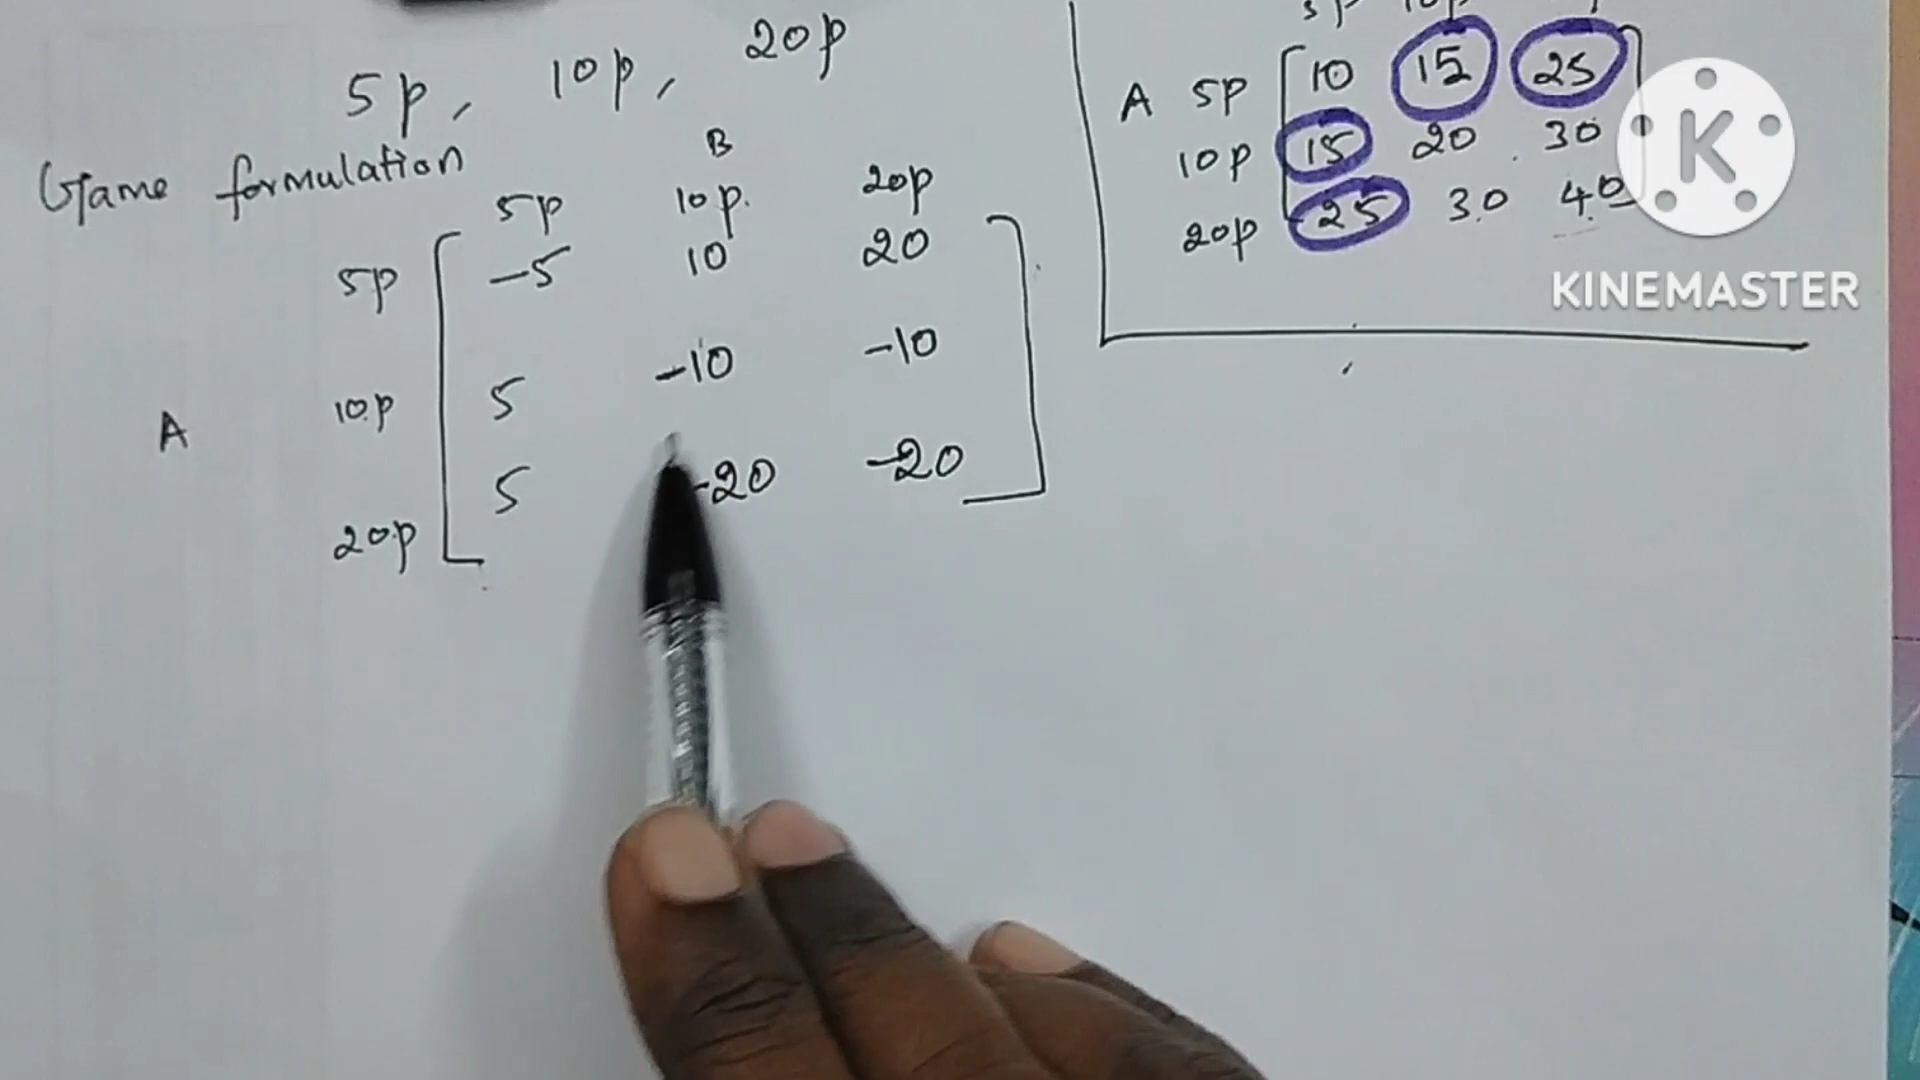 5p, 10p, 20p
Game formulation
B
5p 10p. 20p
5p -5 10 20
10p 5 -10 -10
A
20p 5 -20 -20
A 5p 10 15 25
10p 15 20 30
20p 25 30 40
KINEMASTER